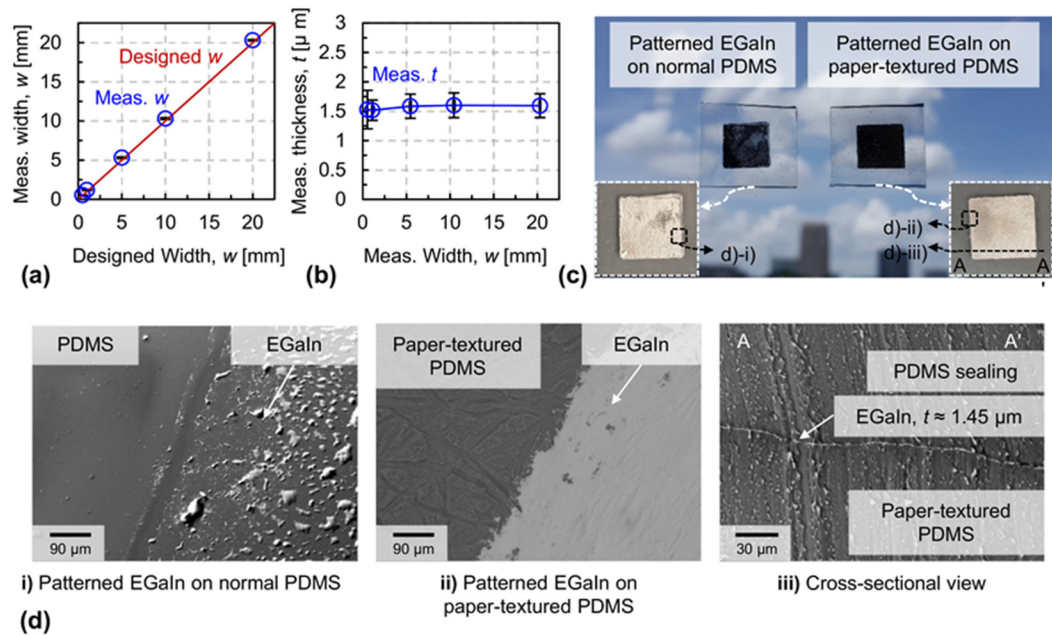 Meas. width, w [mm]
20
15
10
5
0
Designed w
Meas. w
0 5 10 15 20
Designed Width, w [mm]
(a)
Meas. thickness, t [µ m]
3
2.5
2
1.5
1
0.5
0
Meas. t
0 5 10 15 20
Meas. Width, w [mm]
(b)
Patterned EGaIn
on normal PDMS
Patterned EGaIn on
paper-textured PDMS
d)-i)
d)-ii)
d)-iii)
A A'
(c)
PDMS
EGaIn
90 µm
i) Patterned EGaIn on normal PDMS
Paper-textured
PDMS
EGaIn
90 µm
ii) Patterned EGaIn on
paper-textured PDMS
A A'
PDMS sealing
EGaIn, t ≈ 1.45 µm
Paper-textured
PDMS
30 µm
iii) Cross-sectional view
(d)